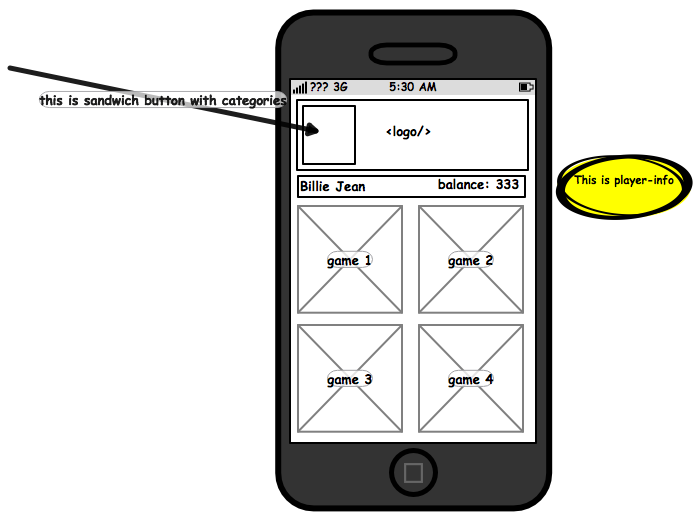 ??? 3G 5:30 AM
this is sandwich button with categories
<logo/>
This is player-info
Billie Jean balance: 333
game 1 game 2
game 3 game 4